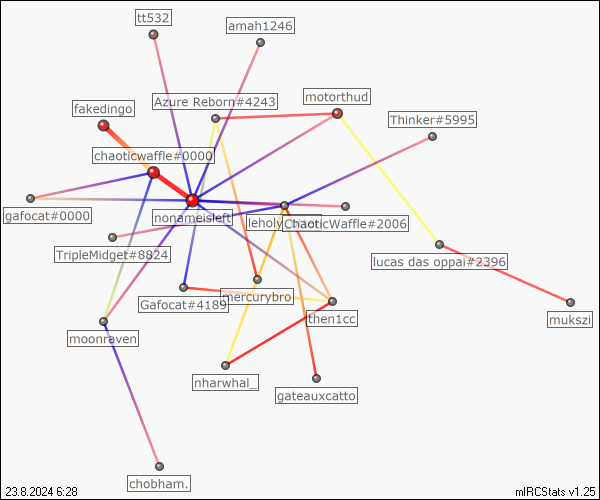 tt532
amah1246
fakedingo
Azure Reborn#4243
motorthud
Thinker#5995
chaoticwaffle#0000
gafocat#0000
nonameisleft
ChaoticWaffle#2006
TripleMidget#8824
lucas das oppai#2396
Gafocat#4189
mercurybro
then1cc
mukszi
moonraven
nharwhal_
gateauxcatto
chobham.
23.8.2024 6:28
mIRCStats v1.25